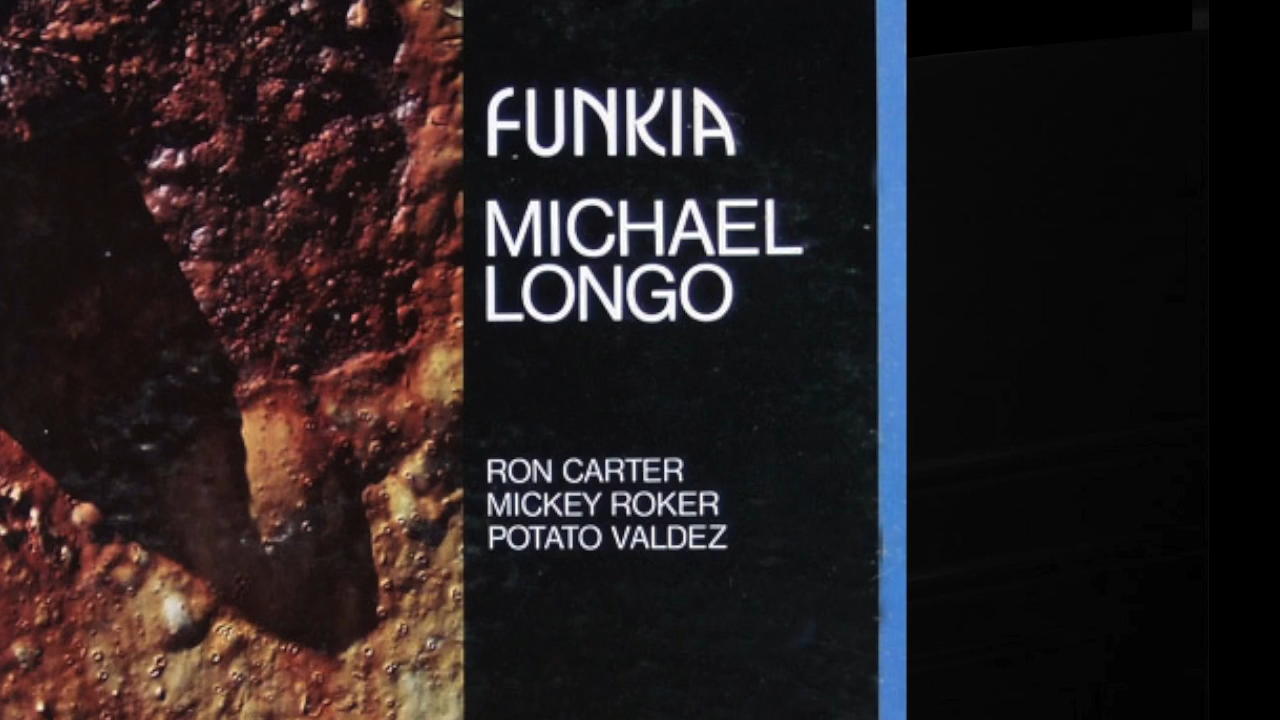 FUNKIA
MICHAEL
LONGO
RON CARTER
MICKEY ROKER
POTATO VALDEZ